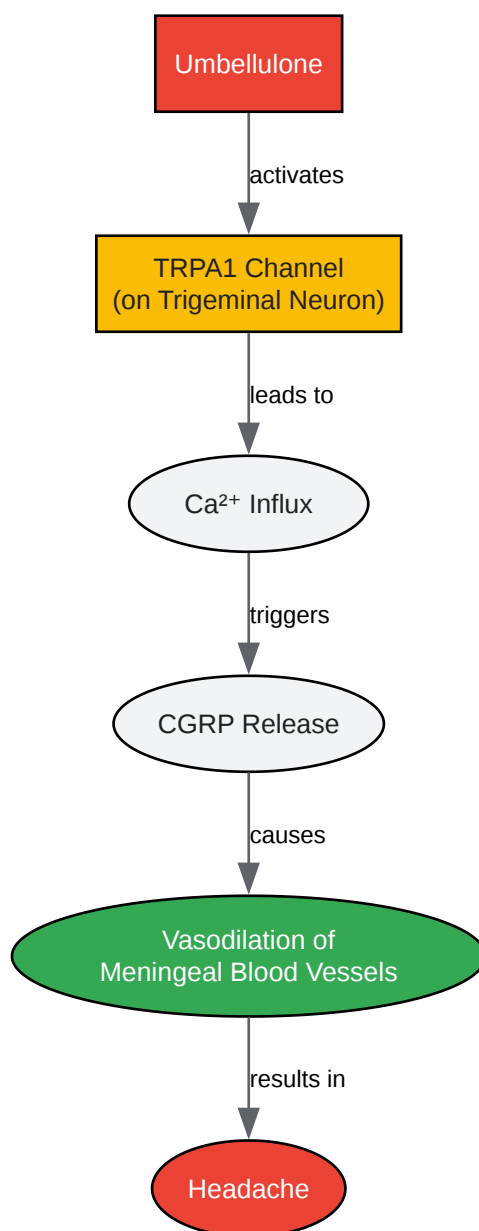 Umbellulone
activates
TRPA1 Channel
(on Trigeminal Neuron)
leads to
Ca²⁺ Influx
triggers
CGRP Release
causes
Vasodilation of
Meningeal Blood Vessels
results in
Headache